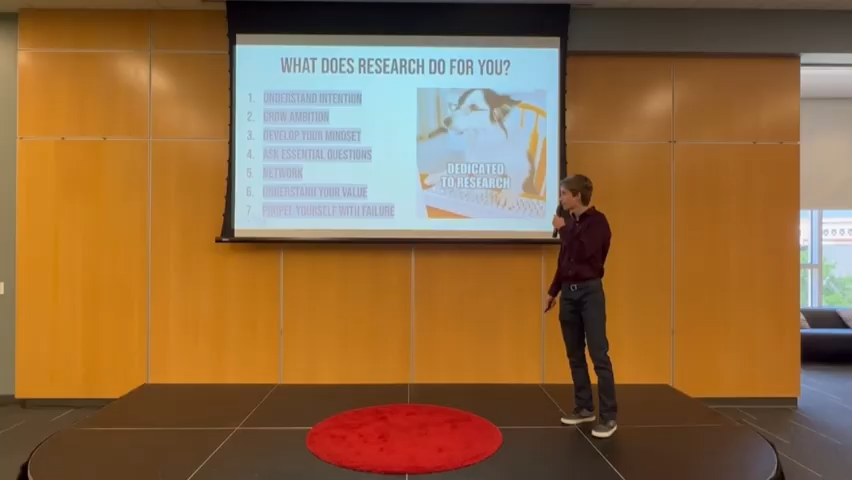 WHAT DOES RESEARCH DO FOR YOU?
1. UNDERSTAND INTENTION
2. GROW AMBITION
3. DEVELOP YOUR MINDSET
4. ASK ESSENTIAL QUESTIONS
5. NETWORK
6. UNDERSTAND YOUR VALUE
7. PROPEL YOURSELF WITH FAILURE
DEDICATED
TO RESEARCH